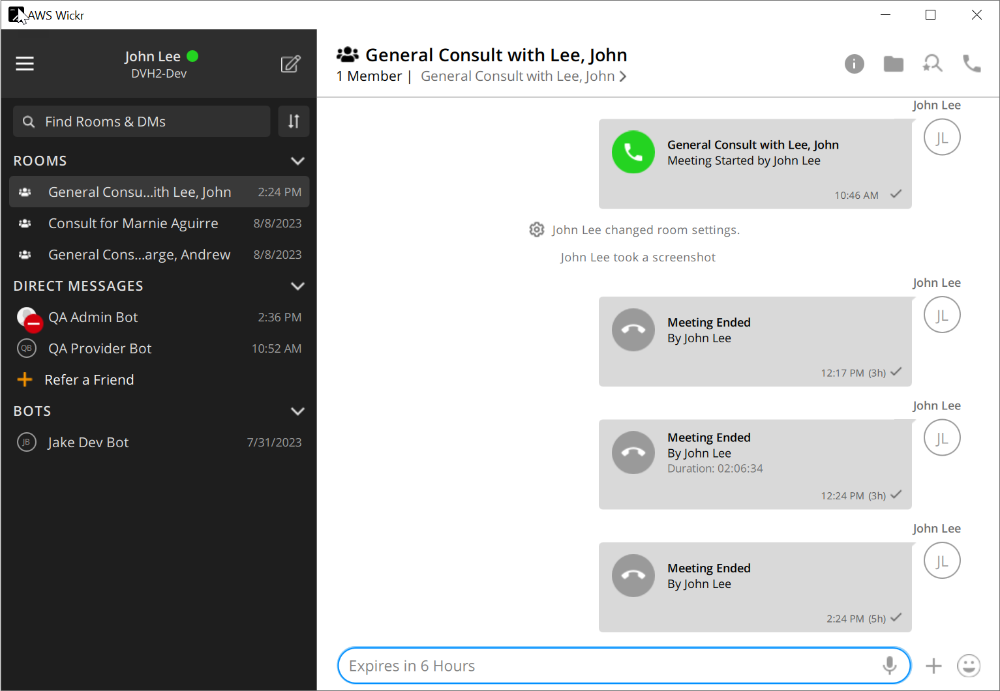 AWS Wickr
John Lee
DVH2-Dev
Find Rooms & DMs
ROOMS
General Consu...ith Lee, John 2:24 PM
Consult for Marnie Aguirre 8/8/2023
General Cons...arge, Andrew 8/8/2023
DIRECT MESSAGES
QA Admin Bot 2:36 PM
QB QA Provider Bot 10:52 AM
Refer a Friend
BOTS
JB Jake Dev Bot 7/31/2023
General Consult with Lee, John
1 Member | General Consult with Lee, John
John Lee
JL
General Consult with Lee, John
Meeting Started by John Lee
10:46 AM
John Lee changed room settings.
John Lee took a screenshot
John Lee
JL
Meeting Ended
By John Lee
12:17 PM (3h)
John Lee
JL
Meeting Ended
By John Lee
Duration: 02:06:34
12:24 PM (3h)
John Lee
JL
Meeting Ended
By John Lee
2:24 PM (5h)
Expires in 6 Hours